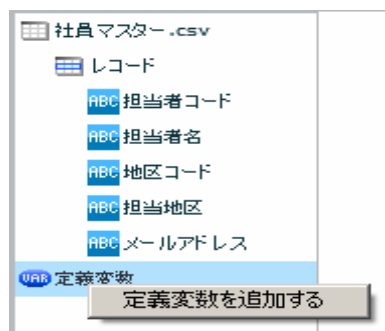 社員マスター.csv
レコード
ABC 担当者コード
ABC 担当者名
ABC 地区コード
ABC 担当地区
ABC メールアドレス
VAR 定義変数
定義変数を追加する